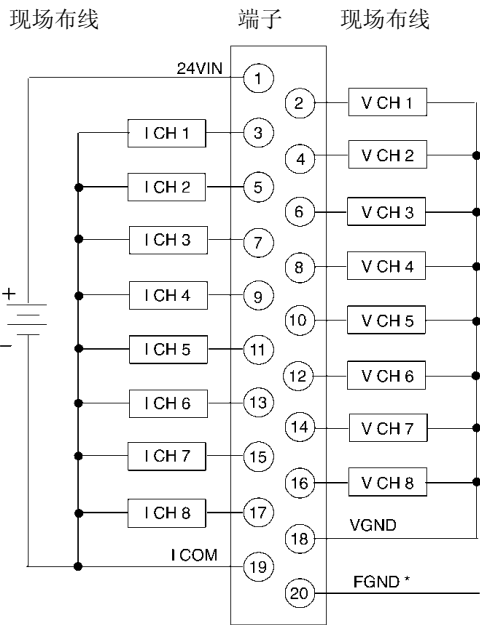 现场布线 端子 现场布线
24VIN 1
2 V CH 1
I CH 1 3
4 V CH 2
I CH 2 5
6 V CH 3
I CH 3 7
8 V CH 4
I CH 4 9
+
10 V CH 5
−
I CH 5 11
12 V CH 6
I CH 6 13
14 V CH 7
I CH 7 15
16 V CH 8
I CH 8 17
18 VGND
I COM 19
20 FGND *